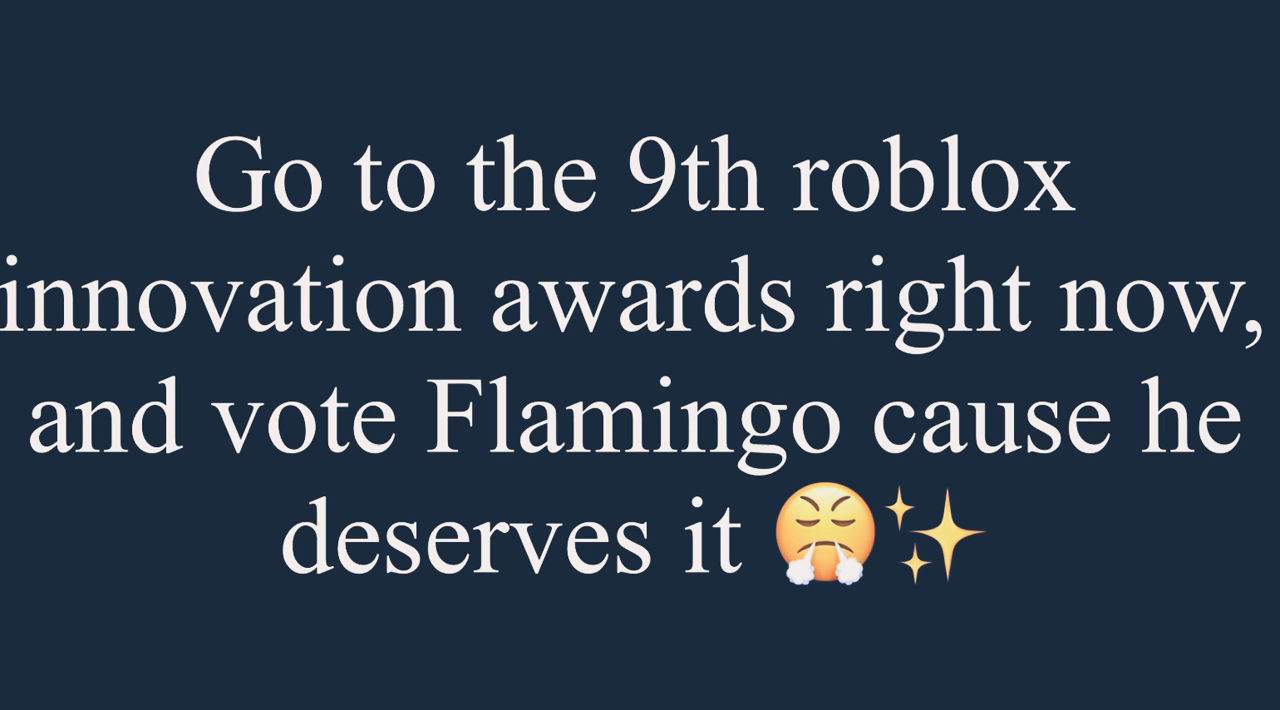 Go to the 9th roblox
innovation awards right now,
and vote Flamingo cause he
deserves it 😤✨